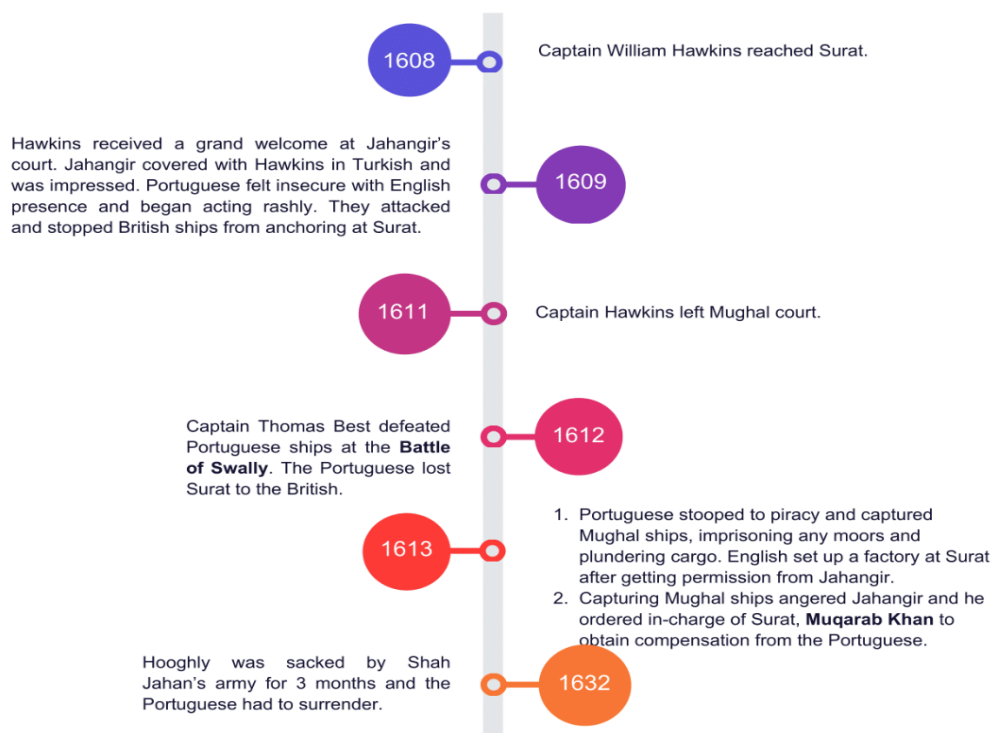 1608
Captain William Hawkins reached Surat.
Hawkins received a grand welcome at Jahangir's
court. Jahangir covered with Hawkins in Turkish and
was impressed. Portuguese felt insecure with English
presence and began acting rashly. They attacked
and stopped British ships from anchoring at Surat.
1609
1611
Captain Hawkins left Mughal court.
Captain Thomas Best defeated
Portuguese ships at the Battle
of Swally. The Portuguese lost
Surat to the British.
1612
1613
1. Portuguese stooped to piracy and captured
Mughal ships, imprisoning any moors and
plundering cargo. English set up a factory at Surat
after getting permission from Jahangir.
2. Capturing Mughal ships angered Jahangir and he
ordered in-charge of Surat, Muqarab Khan to
obtain compensation from the Portuguese.
Hooghly was sacked by Shah
Jahan's army for 3 months and the
Portuguese had to surrender.
1632